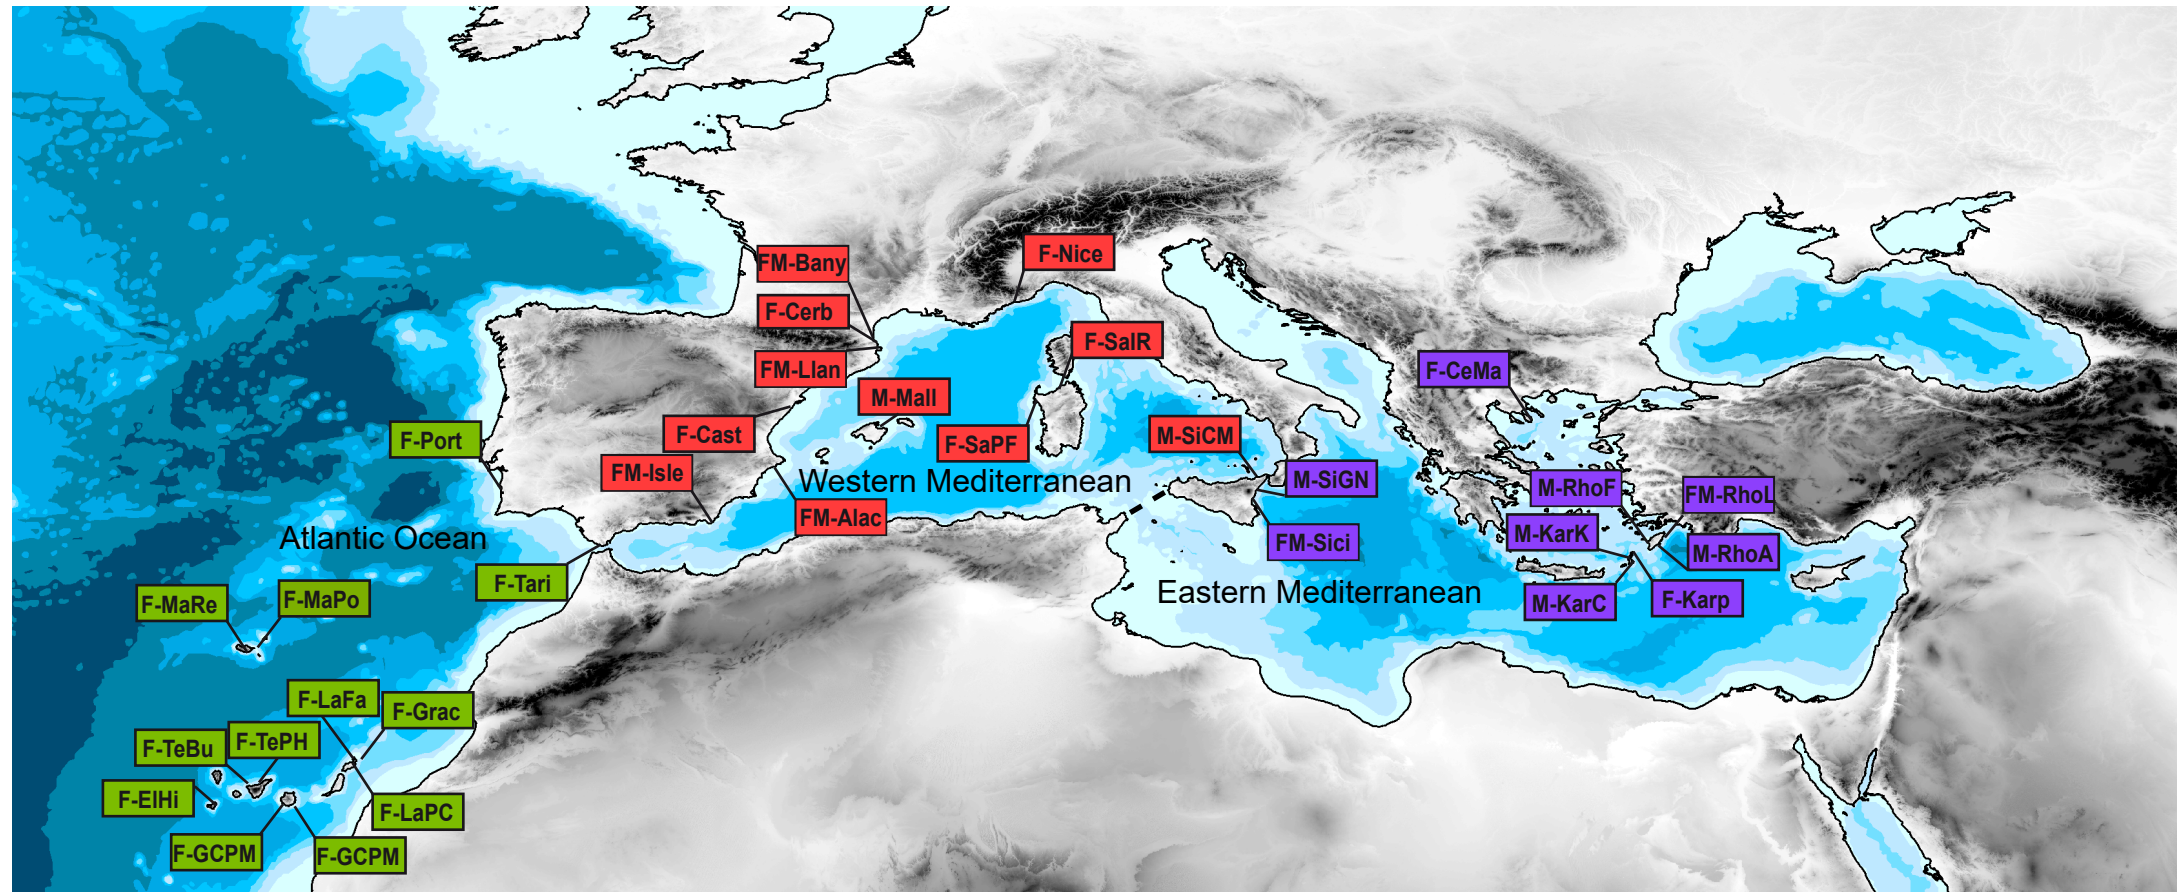 F-Nice
FM-Bany
F-Cerb
F-SaIR
FM-Llan
F-CeMa
M-Mall
F-Cast
F-Port
F-SaPF
M-SiCM
FM-Isle
Western Mediterranean
M-SiGN
M-RhoF
FM-RhoL
FM-Alac
Atlantic Ocean
M-KarK
FM-Sici
M-RhoA
F-Tari
Eastern Mediterranean
F-MaRe
F-MaPo
M-KarC
F-Karp
F-LaFa
F-Grac
F-TeBu
F-TePH
F-ElHi
F-LaPC
F-GCPM
F-GCPM